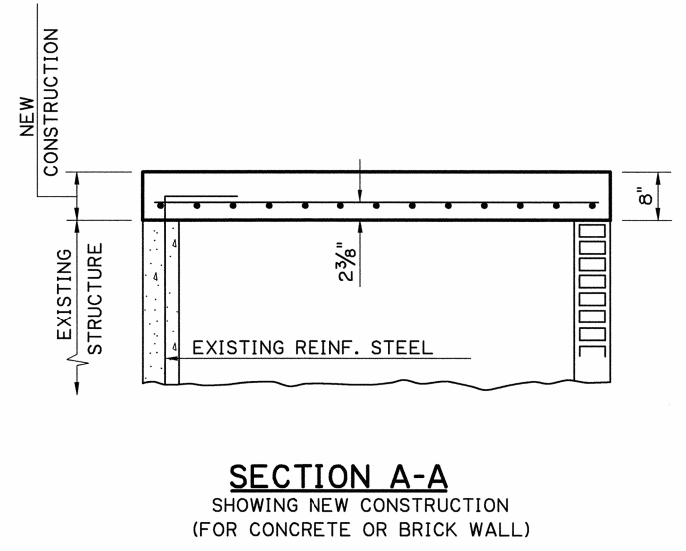 NEW
CONSTRUCTION
8"
2⅜"
EXISTING
STRUCTURE
EXISTING REINF. STEEL
SECTION A-A
SHOWING NEW CONSTRUCTION
(FOR CONCRETE OR BRICK WALL)